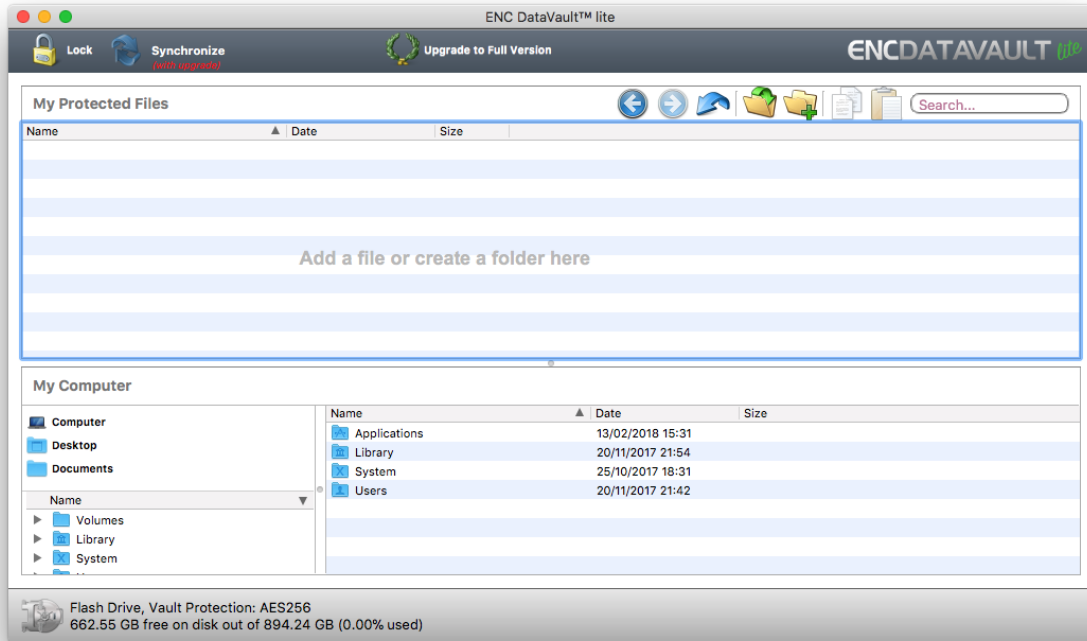 ENC DataVault™ lite
Lock
Synchronize
(with upgrade)
Upgrade to Full Version
ENCDATAVAULT lite
My Protected Files
Search...
Name Date Size
Add a file or create a folder here
My Computer
Computer
Desktop
Documents
Name
Volumes
Library
System
Name Date Size
Applications 13/02/2018 15:31
Library 20/11/2017 21:54
System 25/10/2017 18:31
Users 20/11/2017 21:42
Flash Drive, Vault Protection: AES256
662.55 GB free on disk out of 894.24 GB (0.00% used)